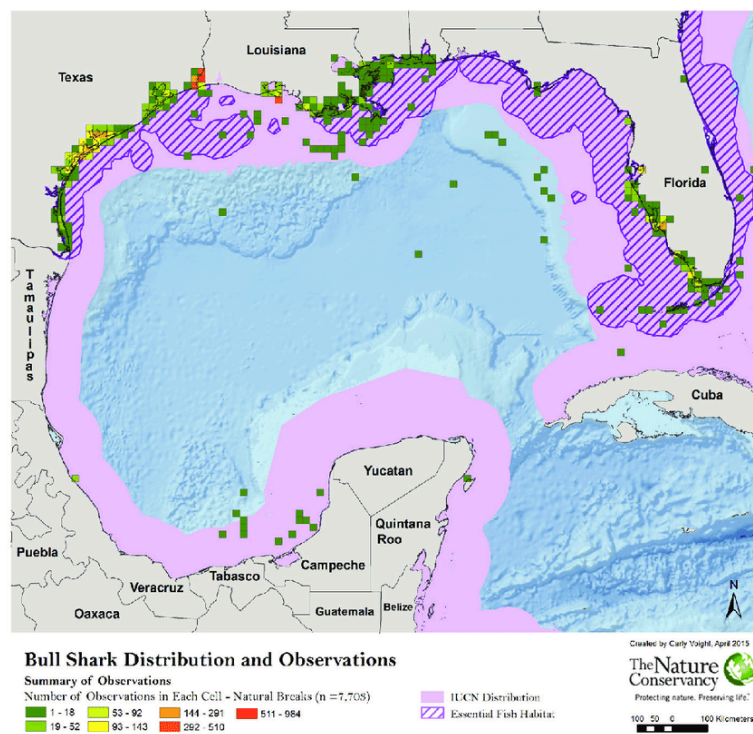 Louisiana
Texas
Florida
Tamaulipas
Cuba
Yucatan
Quintana
Roo
Puebla
Campeche
Tabasco
Veracruz
Belize
Guatemala
Oaxaca
N
Bull Shark Distribution and Observations
Summary of Observations
Number of Observations in Each Cell - Natural Breaks (n =7,703)
1 - 18
53 - 92
144 - 291
511 - 984
19 - 52
93 - 143
292 - 510
IUCN Distribution
Essential Fish Habitat
Created by Carly Voight, April 2015
The Nature
Conservancy
Protecting nature. Preserving life.™
100 50 0 100 Kilometers